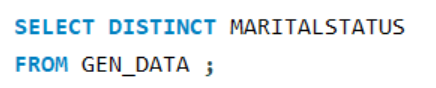 SELECT DISTINCT MARITALSTATUS
FROM GEN_DATA ;